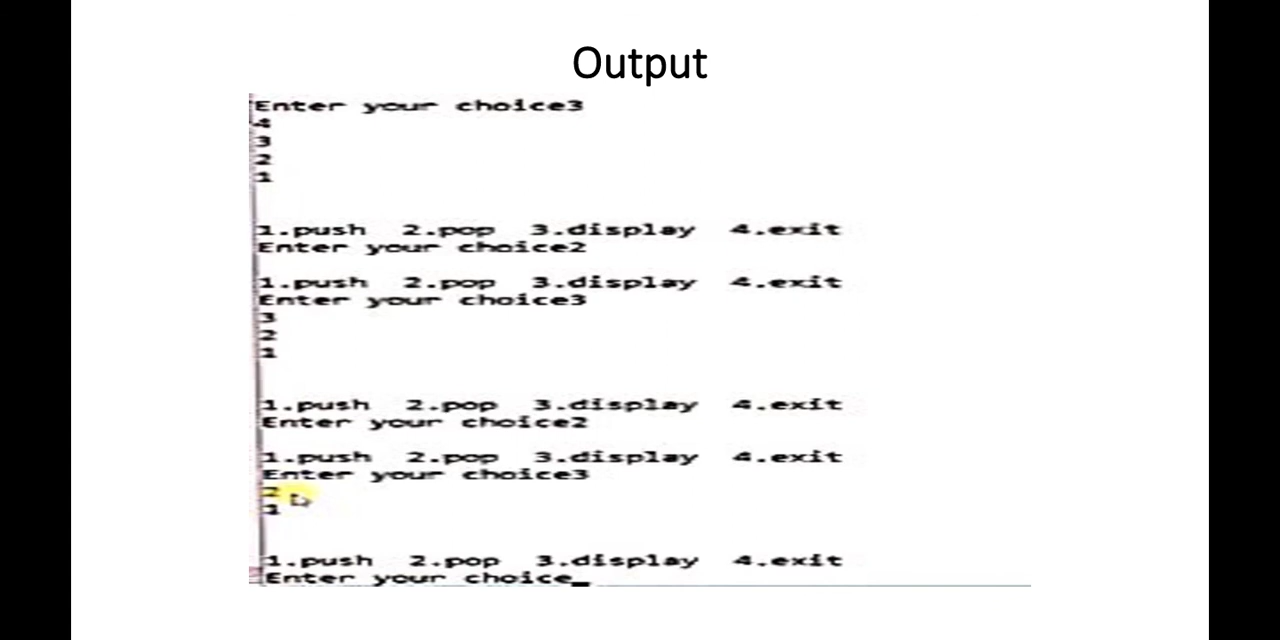 Output
Enter your choice3
4
3
2
1
1.push 2.pop 3.display 4.exit
Enter your choice2
1.push 2.pop 3.display 4.exit
Enter your choice3
3
2
1
1.push 2.pop 3.display 4.exit
Enter your choice2
1.push 2.pop 3.display 4.exit
Enter your choice3
2
1
1.push 2.pop 3.display 4.exit
Enter your choice_